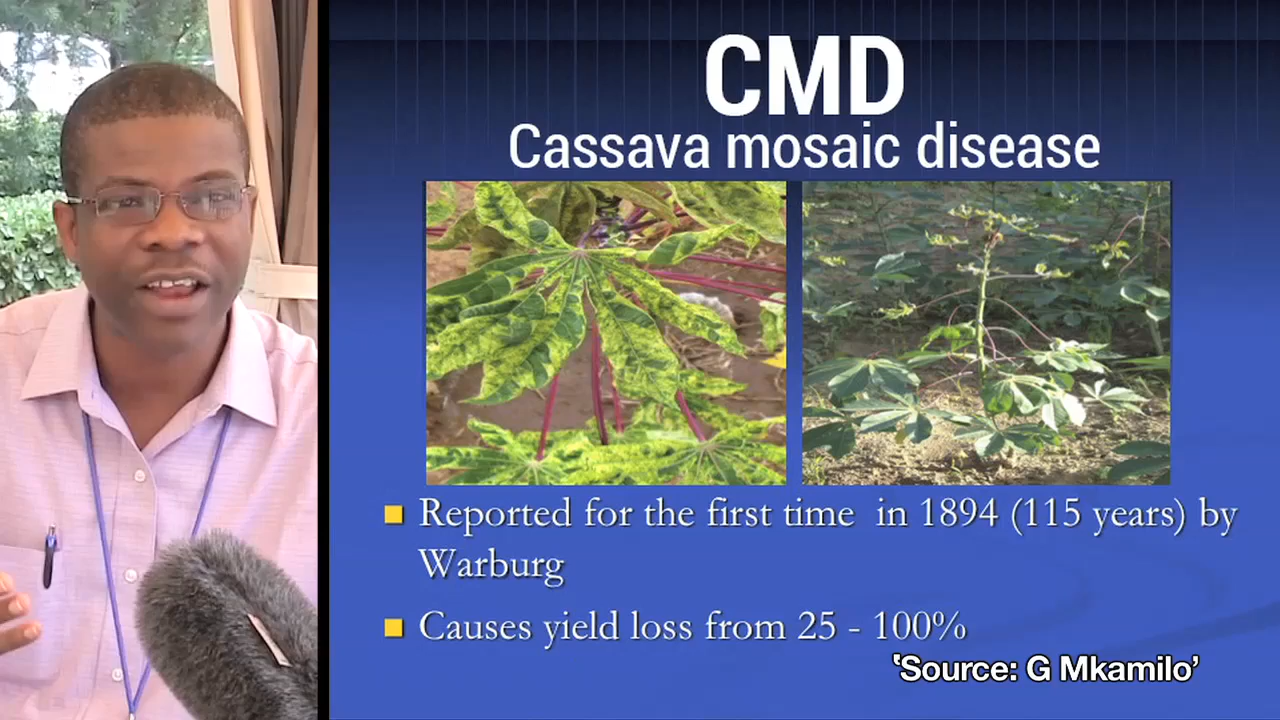 CMD
Cassava mosaic disease
Reported for the first time in 1894 (115 years) by
Warburg
Causes yield loss from 25 - 100%
‘Source: G Mkamilo’